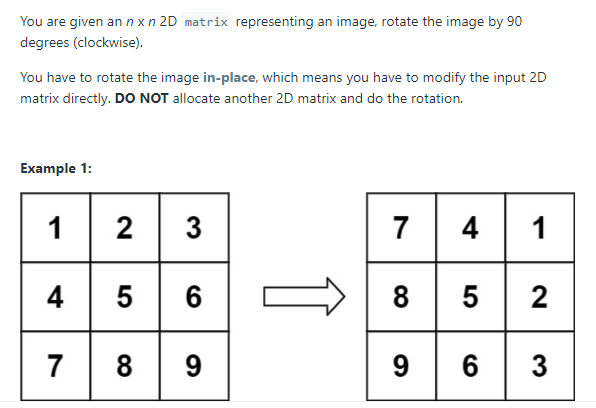 You are given an n x n 2D matrix representing an image, rotate the image by 90
degrees (clockwise).
You have to rotate the image in-place, which means you have to modify the input 2D
matrix directly. DO NOT allocate another 2D matrix and do the rotation.
Example 1:
1 2 3 7 4 1
4 5 6 8 5 2
7 8 9 9 6 3